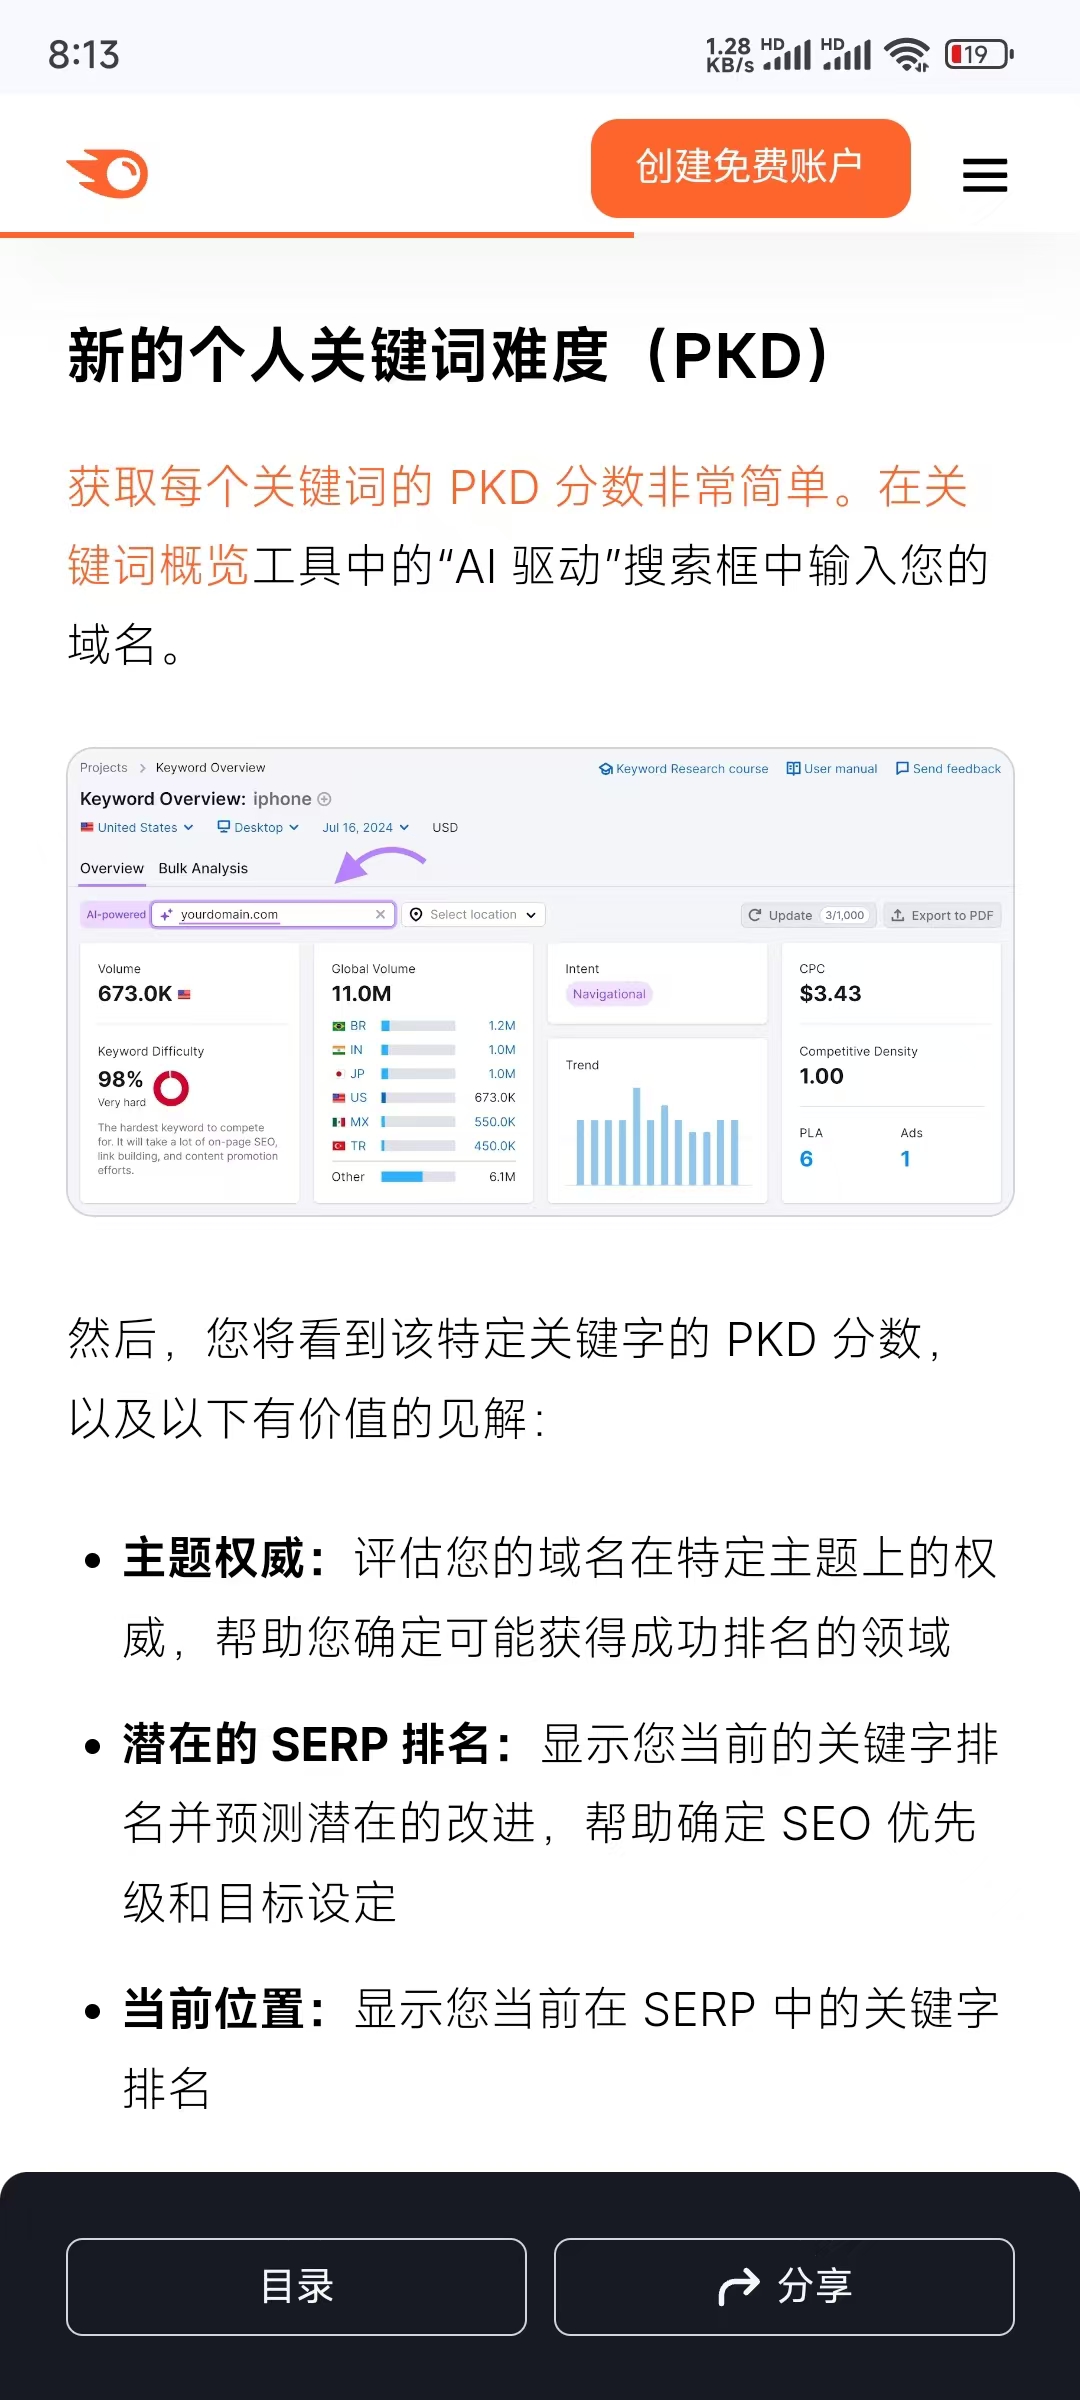 8:13
1.28 KB/s HD HD 19
创建免费账户
新的个人关键词难度（PKD）
获取每个关键词的 PKD 分数非常简单。在关
键词概览工具中的“AI 驱动”搜索框中输入您的
域名。
Projects > Keyword Overview
Keyword Research course User manual Send feedback
Keyword Overview: iphone
United States Desktop Jul 16, 2024 USD
Overview Bulk Analysis
AI-powered yourdomain.com Select location Update 3/1,000 Export to PDF
Volume
673.0K
Keyword Difficulty
98%
Very hard
The hardest keyword to compete
for. It will take a lot of on-page SEO,
link building, and content promotion
efforts.
Global Volume
11.0M
BR 1.2M
IN 1.0M
JP 1.0M
US 673.0K
MX 550.0K
TR 450.0K
Other 6.1M
Intent
Navigational
Trend
CPC
$3.43
Competitive Density
1.00
PLA Ads
6 1
然后，您将看到该特定关键字的 PKD 分数，
以及以下有价值的见解：
• 主题权威：评估您的域名在特定主题上的权
威，帮助您确定可能获得成功排名的领域
• 潜在的 SERP 排名：显示您当前的关键字排
名并预测潜在的改进，帮助确定 SEO 优先
级和目标设定
• 当前位置：显示您当前在 SERP 中的关键字
排名
目录 分享